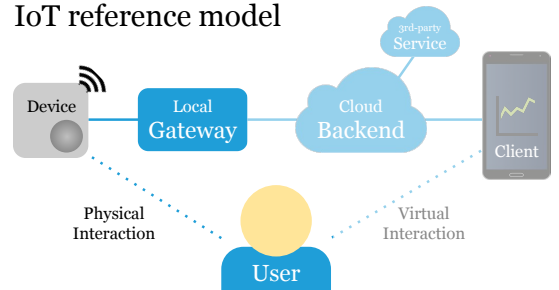 IoT reference model
3rd-party
Service
Device
Local
Gateway
Cloud
Backend
Client
Physical
Interaction
Virtual
Interaction
User